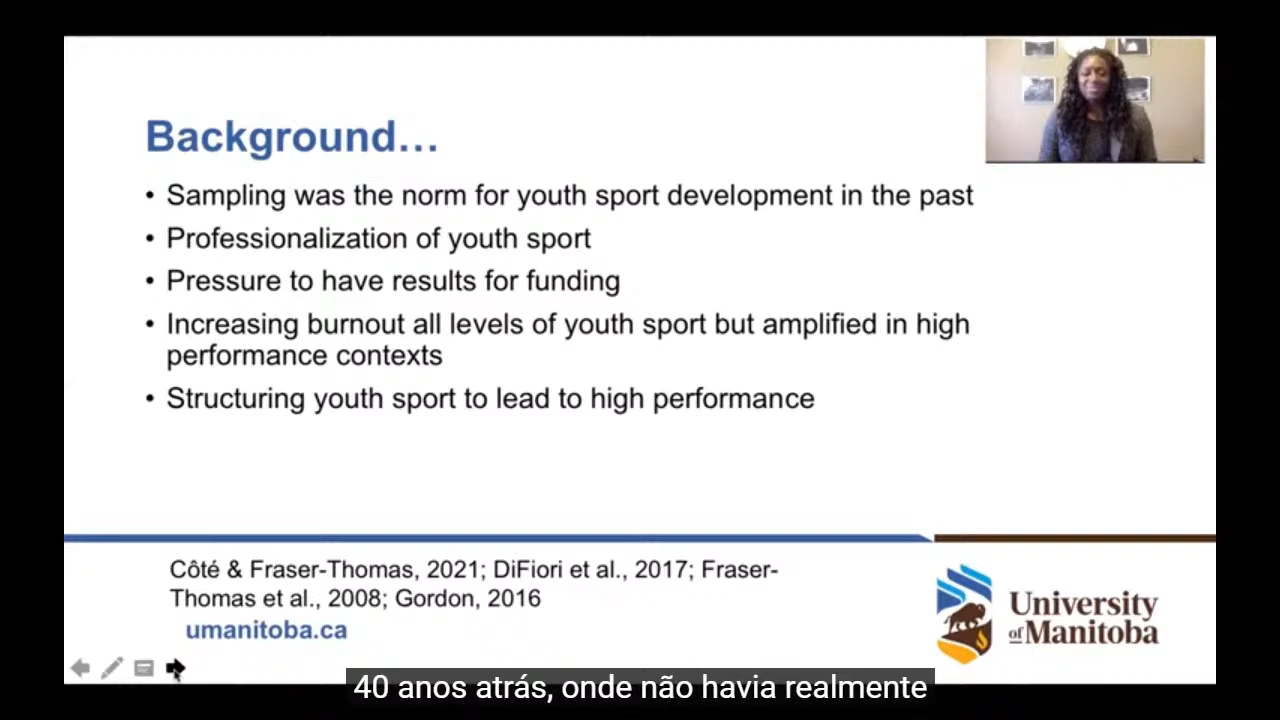 Background…
• Sampling was the norm for youth sport development in the past
• Professionalization of youth sport
• Pressure to have results for funding
• Increasing burnout all levels of youth sport but amplified in high
performance contexts
• Structuring youth sport to lead to high performance
Côté & Fraser-Thomas, 2021; DiFiori et al., 2017; Fraser-
Thomas et al., 2008; Gordon, 2016
umanitoba.ca
University
of Manitoba
40 anos atrás, onde não havia realmente